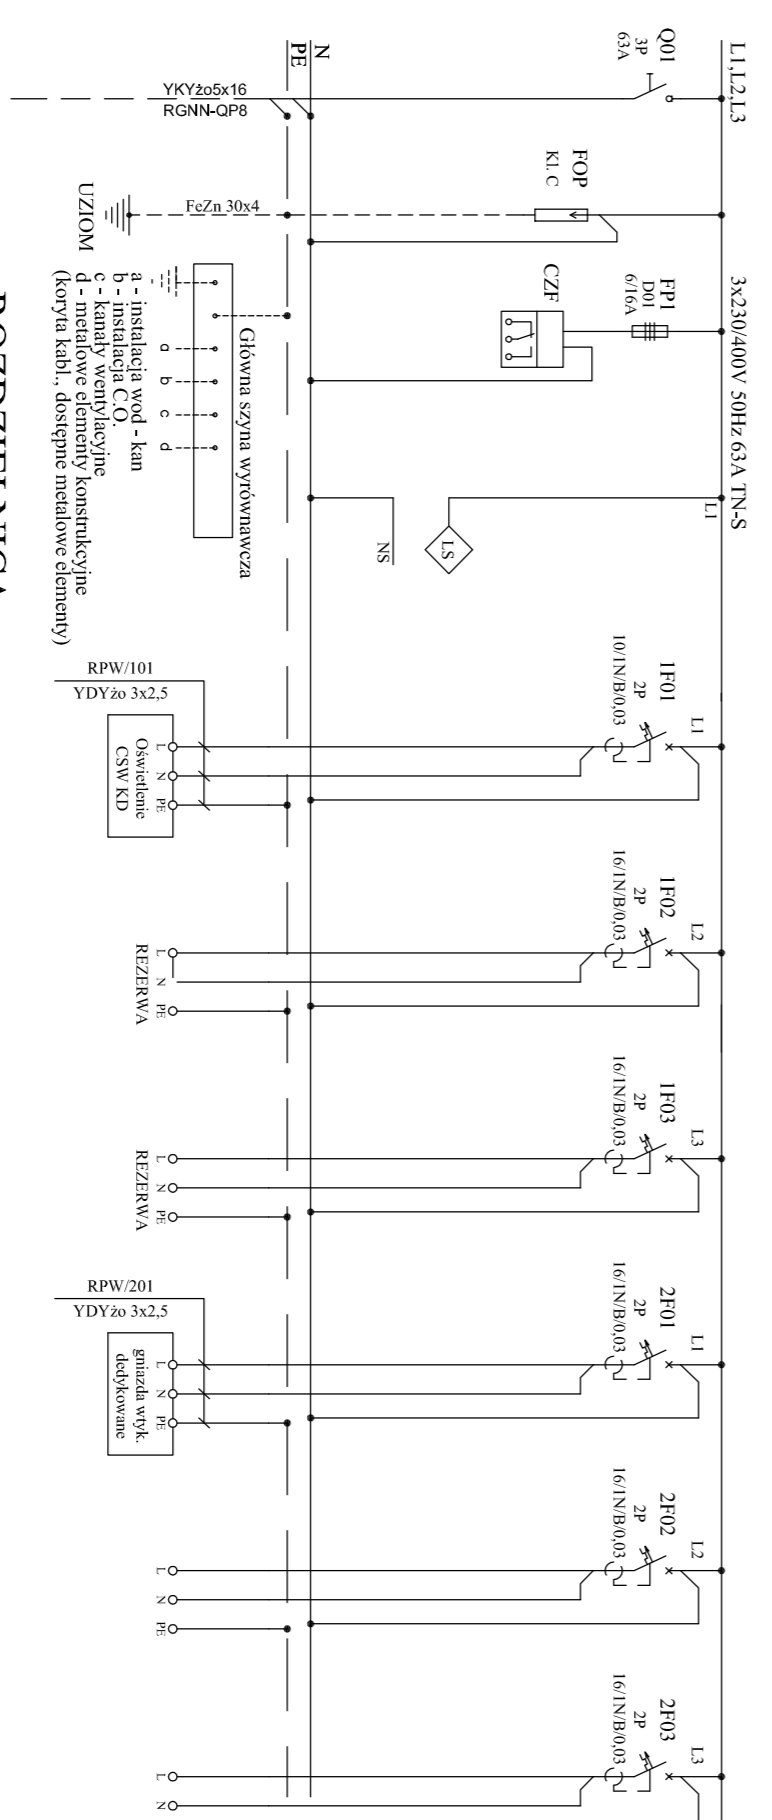 L1,L2,L3
3x230/400V 50Hz 63A TN-S
L1
Q01
3P
63A
N
PE
YKYżo5x16
RGNN-QP8
FOP
Kl. C
FeZn 30x4
UZIOM
FP1
D01
6/16A
CZF
LS
NS
Główna szyna wyrównawcza
a
b
c
d
a - instalacja wod - kan
b - instalacja C.O.
c - kanały wentylacyjne
d - metalowe elementy konstrukcyjne
(koryta kabl., dostępne metalowe elementy)
1F01
2P
10/1N/B/0,03
L1
RPW/101
YDYżo 3x2,5
L
N
PE
Oświetlenie
CSW KD
1F02
2P
16/1N/B/0,03
L2
L
N
PE
REZERWA
1F03
2P
16/1N/B/0,03
L3
L
N
PE
REZERWA
2F01
2P
16/1N/B/0,03
L1
RPW/201
YDYżo 3x2,5
L
N
PE
gniazda wtyk.
dedykowane
2F02
2P
16/1N/B/0,03
L2
L
N
PE
2F03
2P
16/1N/B/0,03
L3
L
N